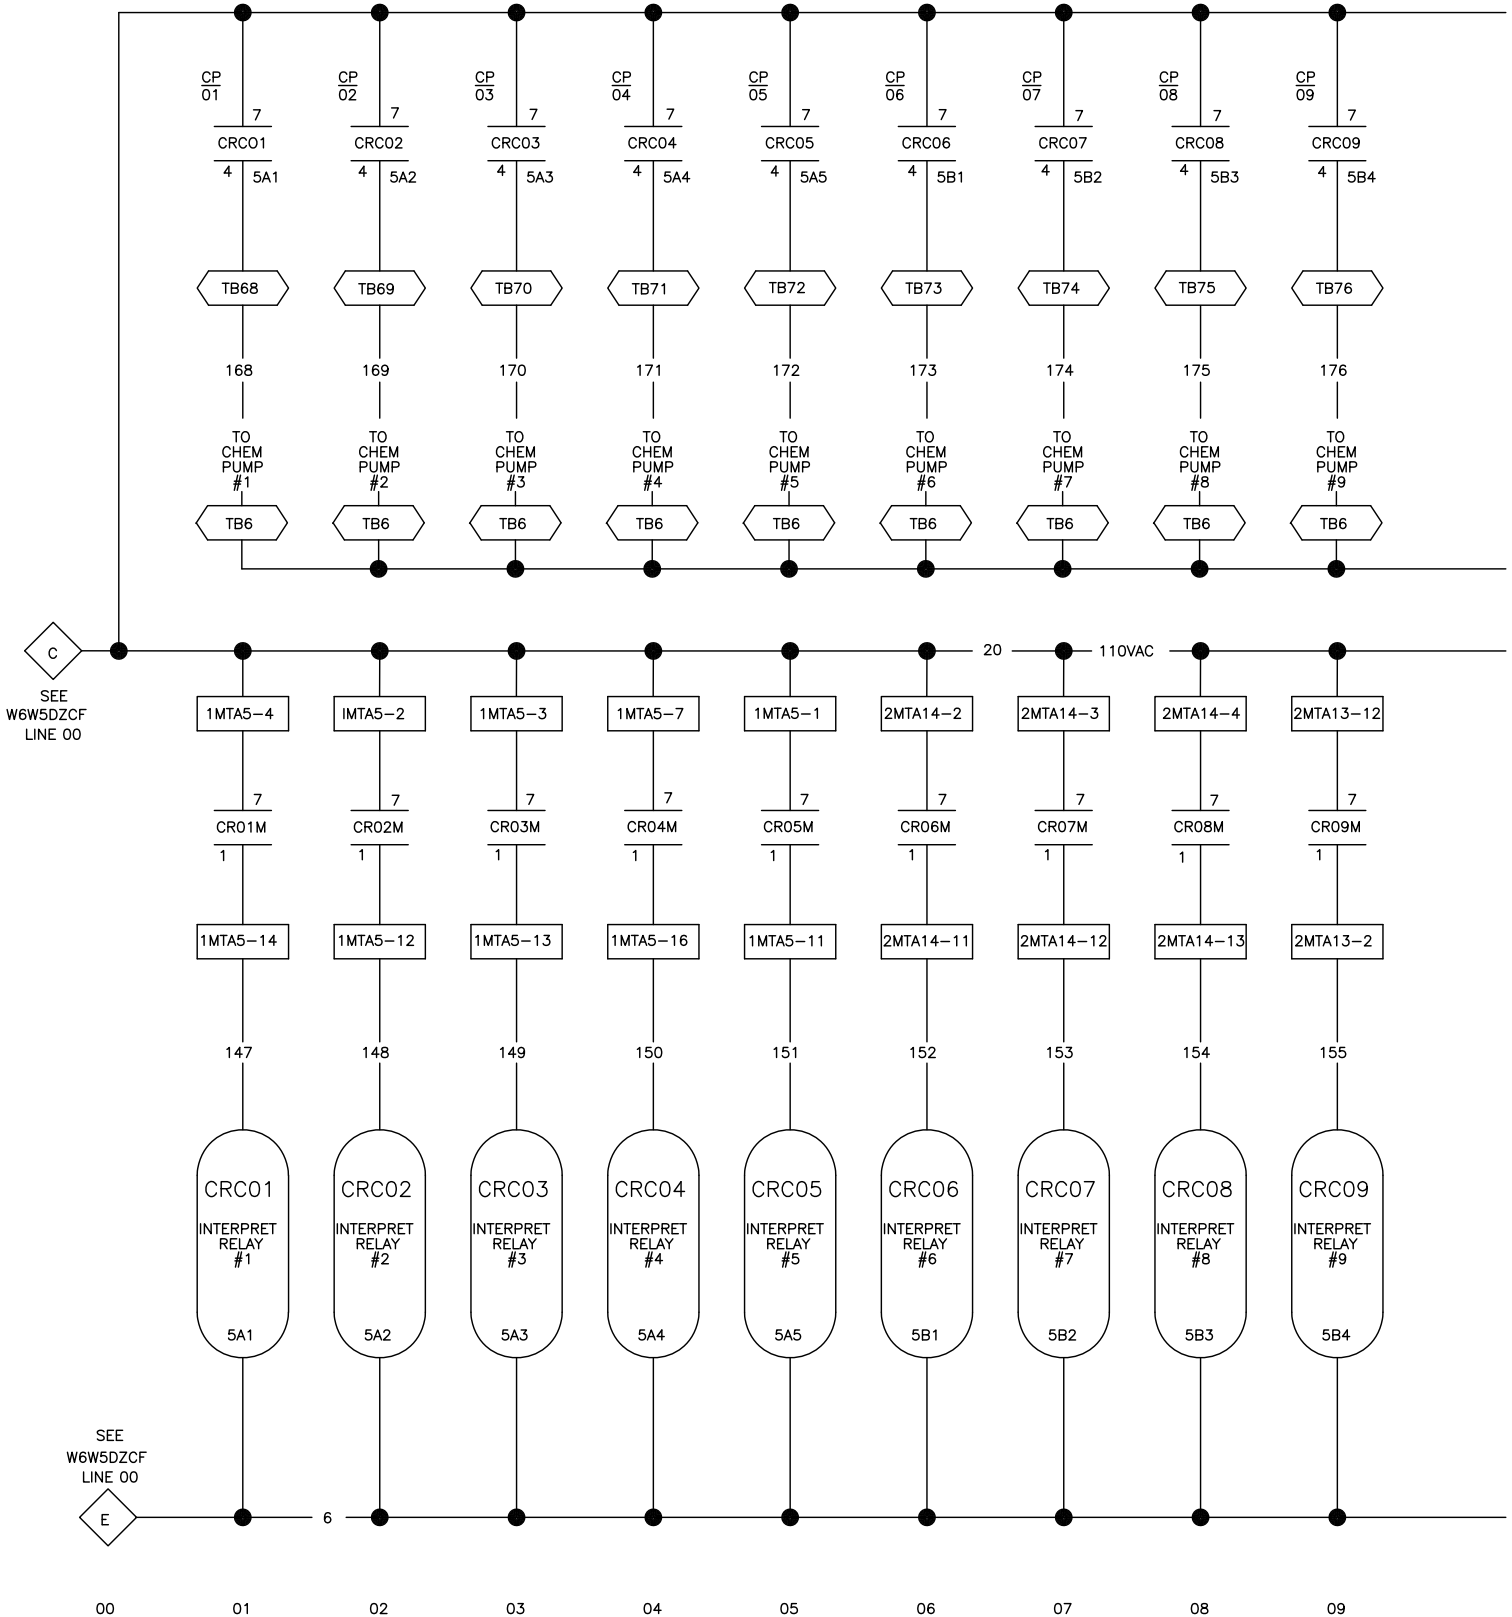 CP CP CP CP CP CP CP CP CP
01 02 03 04 05 06 07 08 09
7 7 7 7 7 7 7 7 7
CRC01 CRC02 CRC03 CRC04 CRC05 CRC06 CRC07 CRC08 CRC09
4 5A1 4 5A2 4 5A3 4 5A4 4 5A5 4 5B1 4 5B2 4 5B3 4 5B4
TB68 TB69 TB70 TB71 TB72 TB73 TB74 TB75 TB76
168 169 170 171 172 173 174 175 176
TO TO TO TO TO TO TO TO TO
CHEM CHEM CHEM CHEM CHEM CHEM CHEM CHEM CHEM
PUMP PUMP PUMP PUMP PUMP PUMP PUMP PUMP PUMP
#1 #2 #3 #4 #5 #6 #7 #8 #9
TB6 TB6 TB6 TB6 TB6 TB6 TB6 TB6 TB6
C 20 110VAC
SEE
W6W5DZCF
LINE 00
1MTA5-4 IMTA5-2 1MTA5-3 1MTA5-7 1MTA5-1 2MTA14-2 2MTA14-3 2MTA14-4 2MTA13-12
7 7 7 7 7 7 7 7 7
CR01M CR02M CR03M CR04M CR05M CR06M CR07M CR08M CR09M
1 1 1 1 1 1 1 1 1
1MTA5-14 1MTA5-12 1MTA5-13 1MTA5-16 1MTA5-11 2MTA14-11 2MTA14-12 2MTA14-13 2MTA13-2
147 148 149 150 151 152 153 154 155
CRC01 CRC02 CRC03 CRC04 CRC05 CRC06 CRC07 CRC08 CRC09
INTERPRET INTERPRET INTERPRET INTERPRET INTERPRET INTERPRET INTERPRET INTERPRET INTERPRET
RELAY RELAY RELAY RELAY RELAY RELAY RELAY RELAY RELAY
#1 #2 #3 #4 #5 #6 #7 #8 #9
5A1 5A2 5A3 5A4 5A5 5B1 5B2 5B3 5B4
SEE
W6W5DZCF
LINE 00
E 6
00 01 02 03 04 05 06 07 08 09